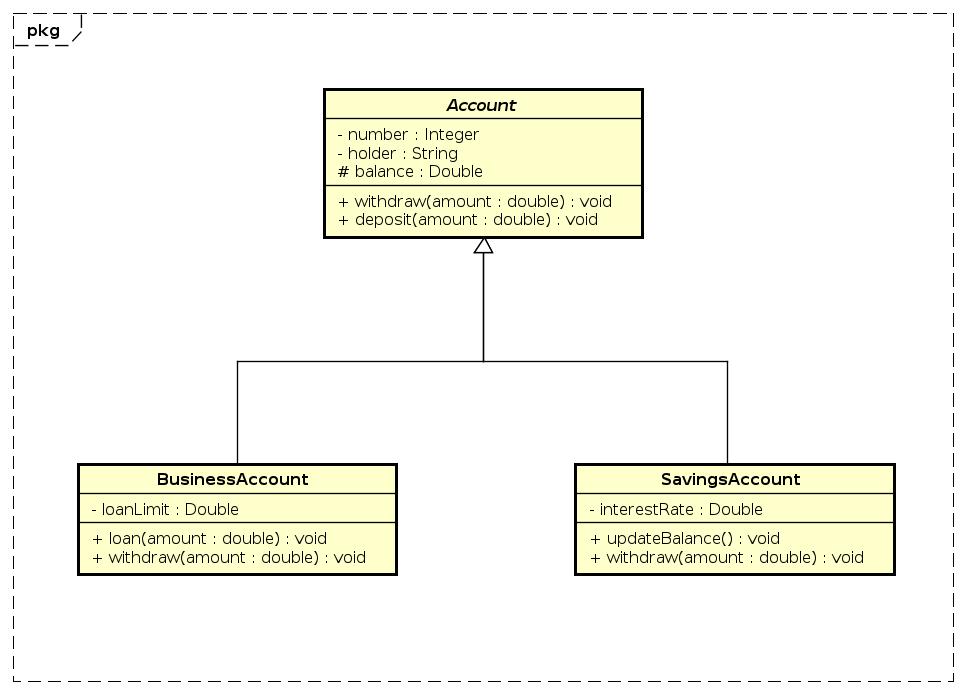 pkg
Account
- number : Integer
- holder : String
# balance : Double
+ withdraw(amount : double) : void
+ deposit(amount : double) : void
BusinessAccount
- loanLimit : Double
+ loan(amount : double) : void
+ withdraw(amount : double) : void
SavingsAccount
- interestRate : Double
+ updateBalance() : void
+ withdraw(amount : double) : void